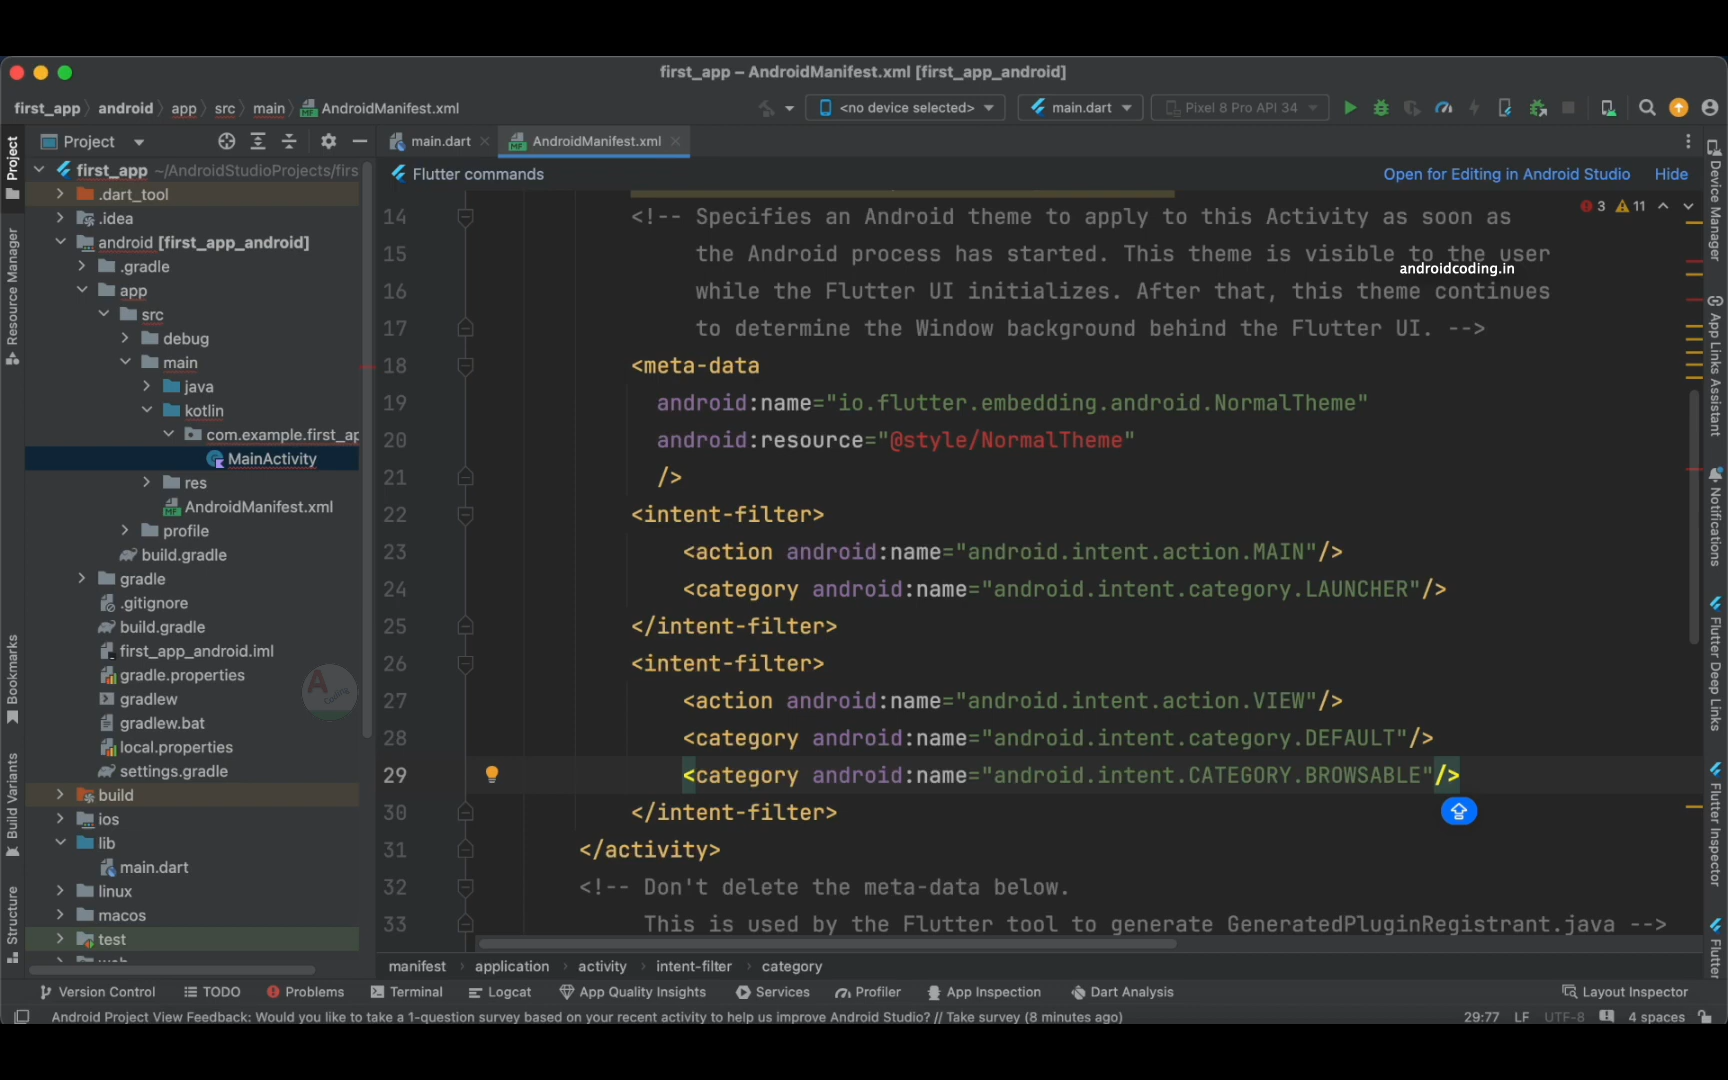 first_app – AndroidManifest.xml [first_app_android]
first_app android app src main AndroidManifest.xml <no device selected> main.dart Pixel 8 Pro API 34
Project main.dart AndroidManifest.xml
Flutter commands Open for Editing in Android Studio Hide
3 11
first_app ~/AndroidStudioProjects/firs
.dart_tool
.idea
android [first_app_android]
.gradle
app
src
debug
main
java
kotlin
com.example.first_ap
MainActivity
res
AndroidManifest.xml
profile
build.gradle
gradle
.gitignore
build.gradle
first_app_android.iml
gradle.properties
gradlew
gradlew.bat
local.properties
settings.gradle
build
ios
lib
main.dart
linux
macos
test
A
Coding
14 <!-- Specifies an Android theme to apply to this Activity as soon as
15 the Android process has started. This theme is visible to the user
androidcoding.in
16 while the Flutter UI initializes. After that, this theme continues
17 to determine the Window background behind the Flutter UI. -->
18 <meta-data
19 android:name="io.flutter.embedding.android.NormalTheme"
20 android:resource="@style/NormalTheme"
21 />
22 <intent-filter>
23 <action android:name="android.intent.action.MAIN"/>
24 <category android:name="android.intent.category.LAUNCHER"/>
25 </intent-filter>
26 <intent-filter>
27 <action android:name="android.intent.action.VIEW"/>
28 <category android:name="android.intent.category.DEFAULT"/>
29 <category android:name="android.intent.CATEGORY.BROWSABLE"/>
30 </intent-filter>
31 </activity>
32 <!-- Don't delete the meta-data below.
33 This is used by the Flutter tool to generate GeneratedPluginRegistrant.java -->
manifest application activity intent-filter category
Project
Resource Manager
Bookmarks
Build Variants
Structure
Device Manager
App Links Assistant
Notifications
Flutter Deep Links
Flutter Inspector
Flutter
Version Control TODO Problems Terminal Logcat App Quality Insights Services Profiler App Inspection Dart Analysis Layout Inspector
Android Project View Feedback: Would you like to take a 1-question survey based on your recent activity to help us improve Android Studio? // Take survey (8 minutes ago) 29:77 LF UTF-8 4 spaces